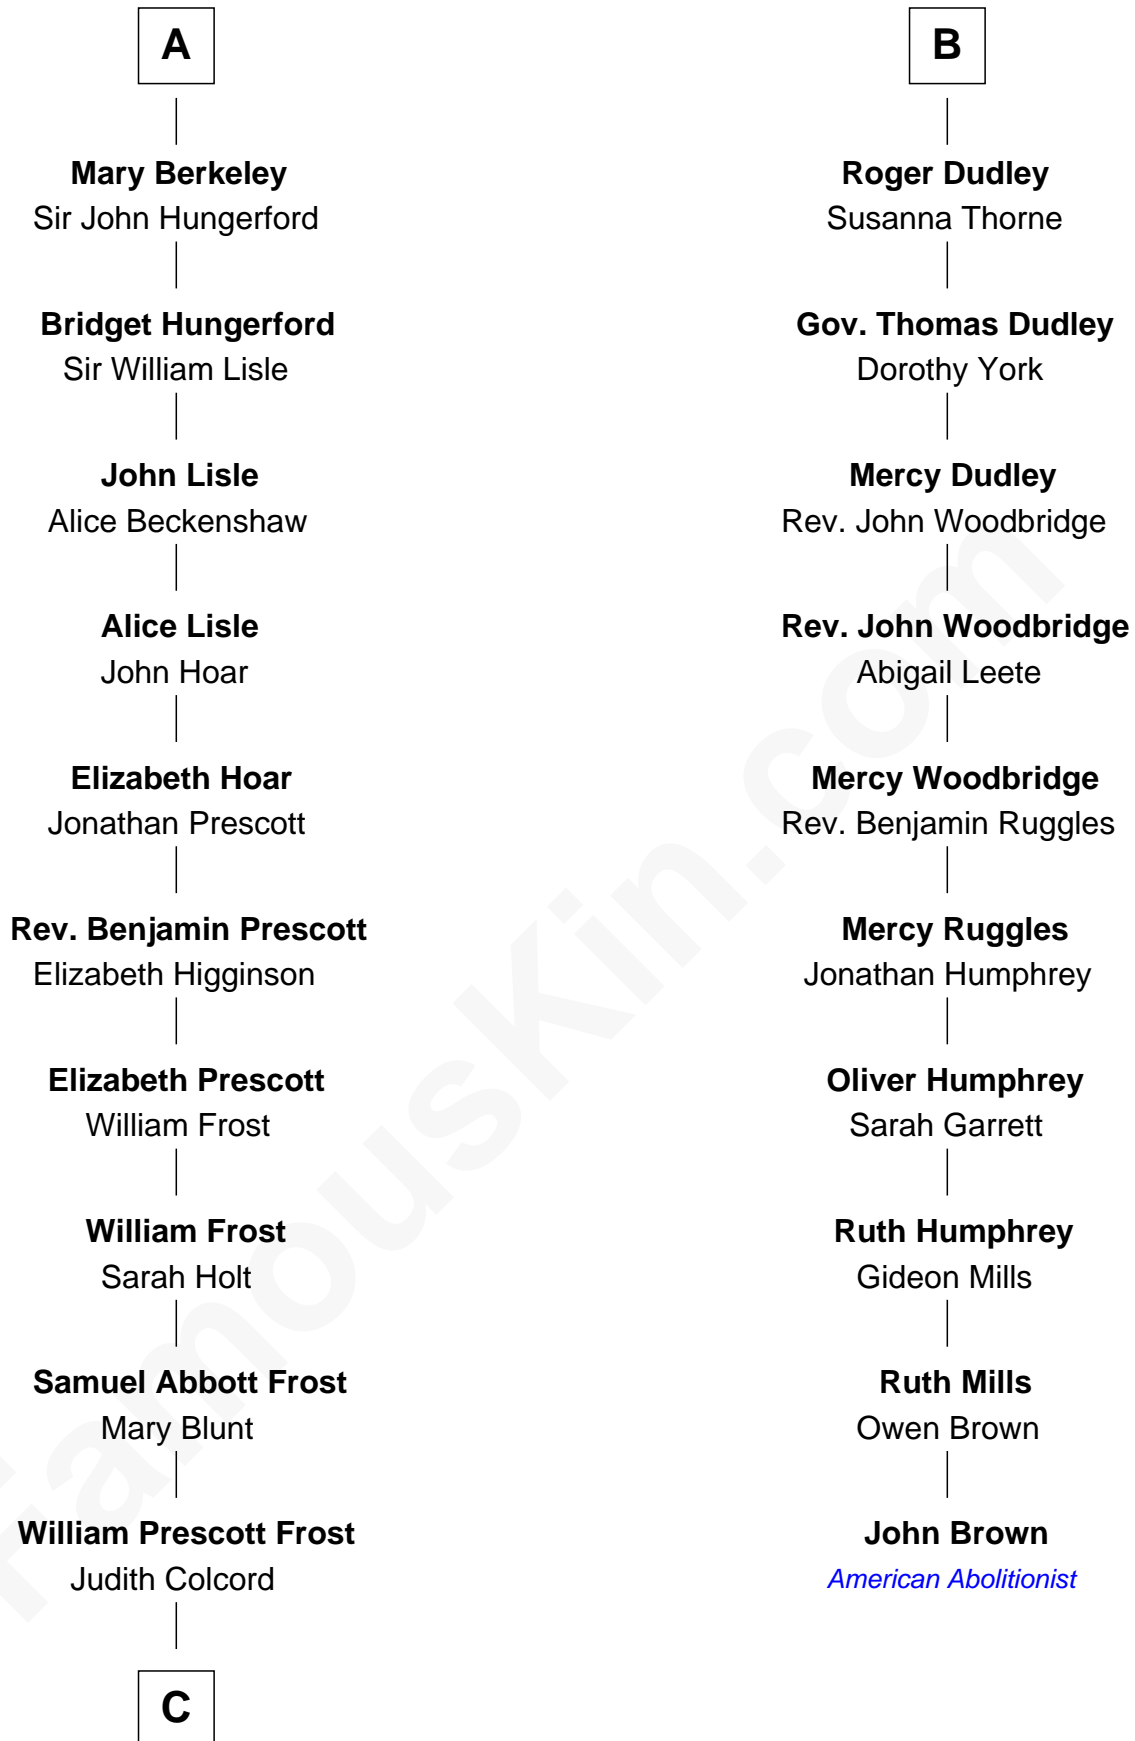 A
Mary Berkeley
Sir John Hungerford
Bridget Hungerford
Sir William Lisle
John Lisle
Alice Beckenshaw
Alice Lisle
John Hoar
Elizabeth Hoar
Jonathan Prescott
Rev. Benjamin Prescott
Elizabeth Higginson
Elizabeth Prescott
William Frost
William Frost
Sarah Holt
Samuel Abbott Frost
Mary Blunt
William Prescott Frost
Judith Colcord
C
B
Roger Dudley
Susanna Thorne
Gov. Thomas Dudley
Dorothy York
Mercy Dudley
Rev. John Woodbridge
Rev. John Woodbridge
Abigail Leete
Mercy Woodbridge
Rev. Benjamin Ruggles
Mercy Ruggles
Jonathan Humphrey
Oliver Humphrey
Sarah Garrett
Ruth Humphrey
Gideon Mills
Ruth Mills
Owen Brown
John Brown
American Abolitionist
FamousKin.com